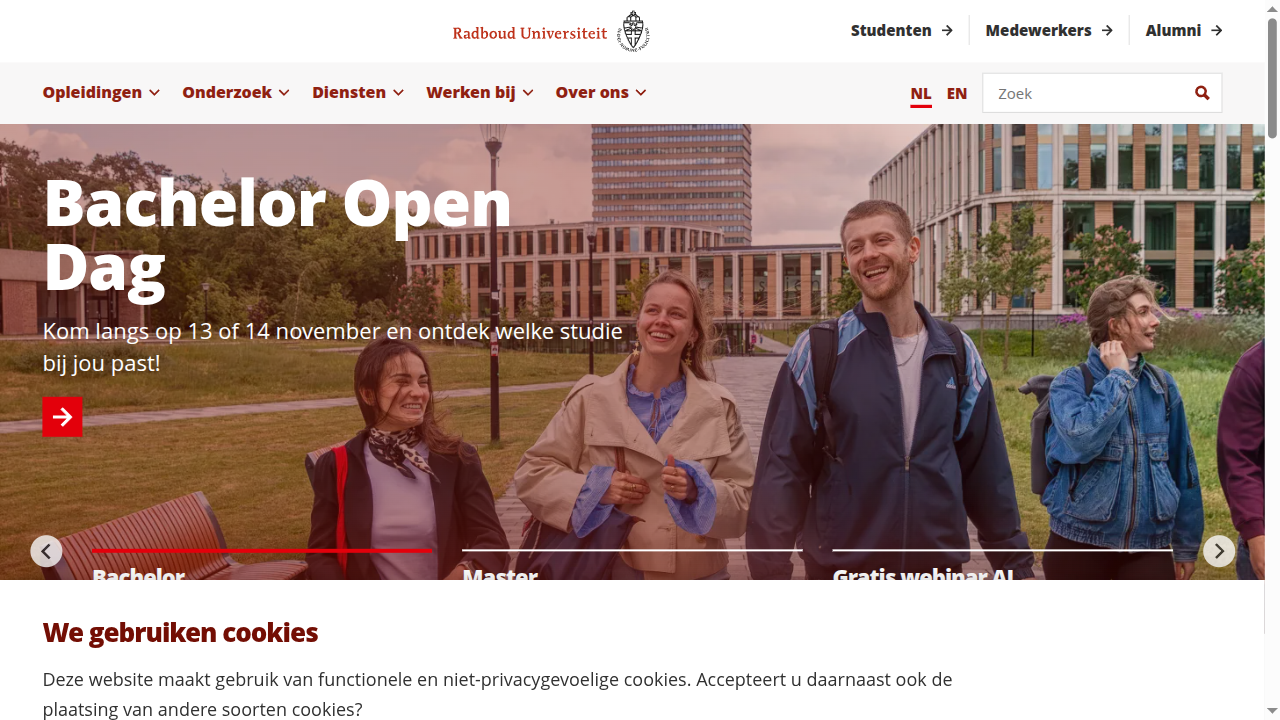 Radboud Universiteit
Studenten
Medewerkers
Alumni
Opleidingen
Onderzoek
Diensten
Werken bij
Over ons
NL
EN
Zoek
Bachelor Open
Dag
Kom langs op 13 of 14 november en ontdek welke studie
bij jou past!
Bachelor
Master
Gratis webinar AI
We gebruiken cookies
Deze website maakt gebruik van functionele en niet-privacygevoelige cookies. Accepteert u daarnaast ook de
plaatsing van andere soorten cookies?